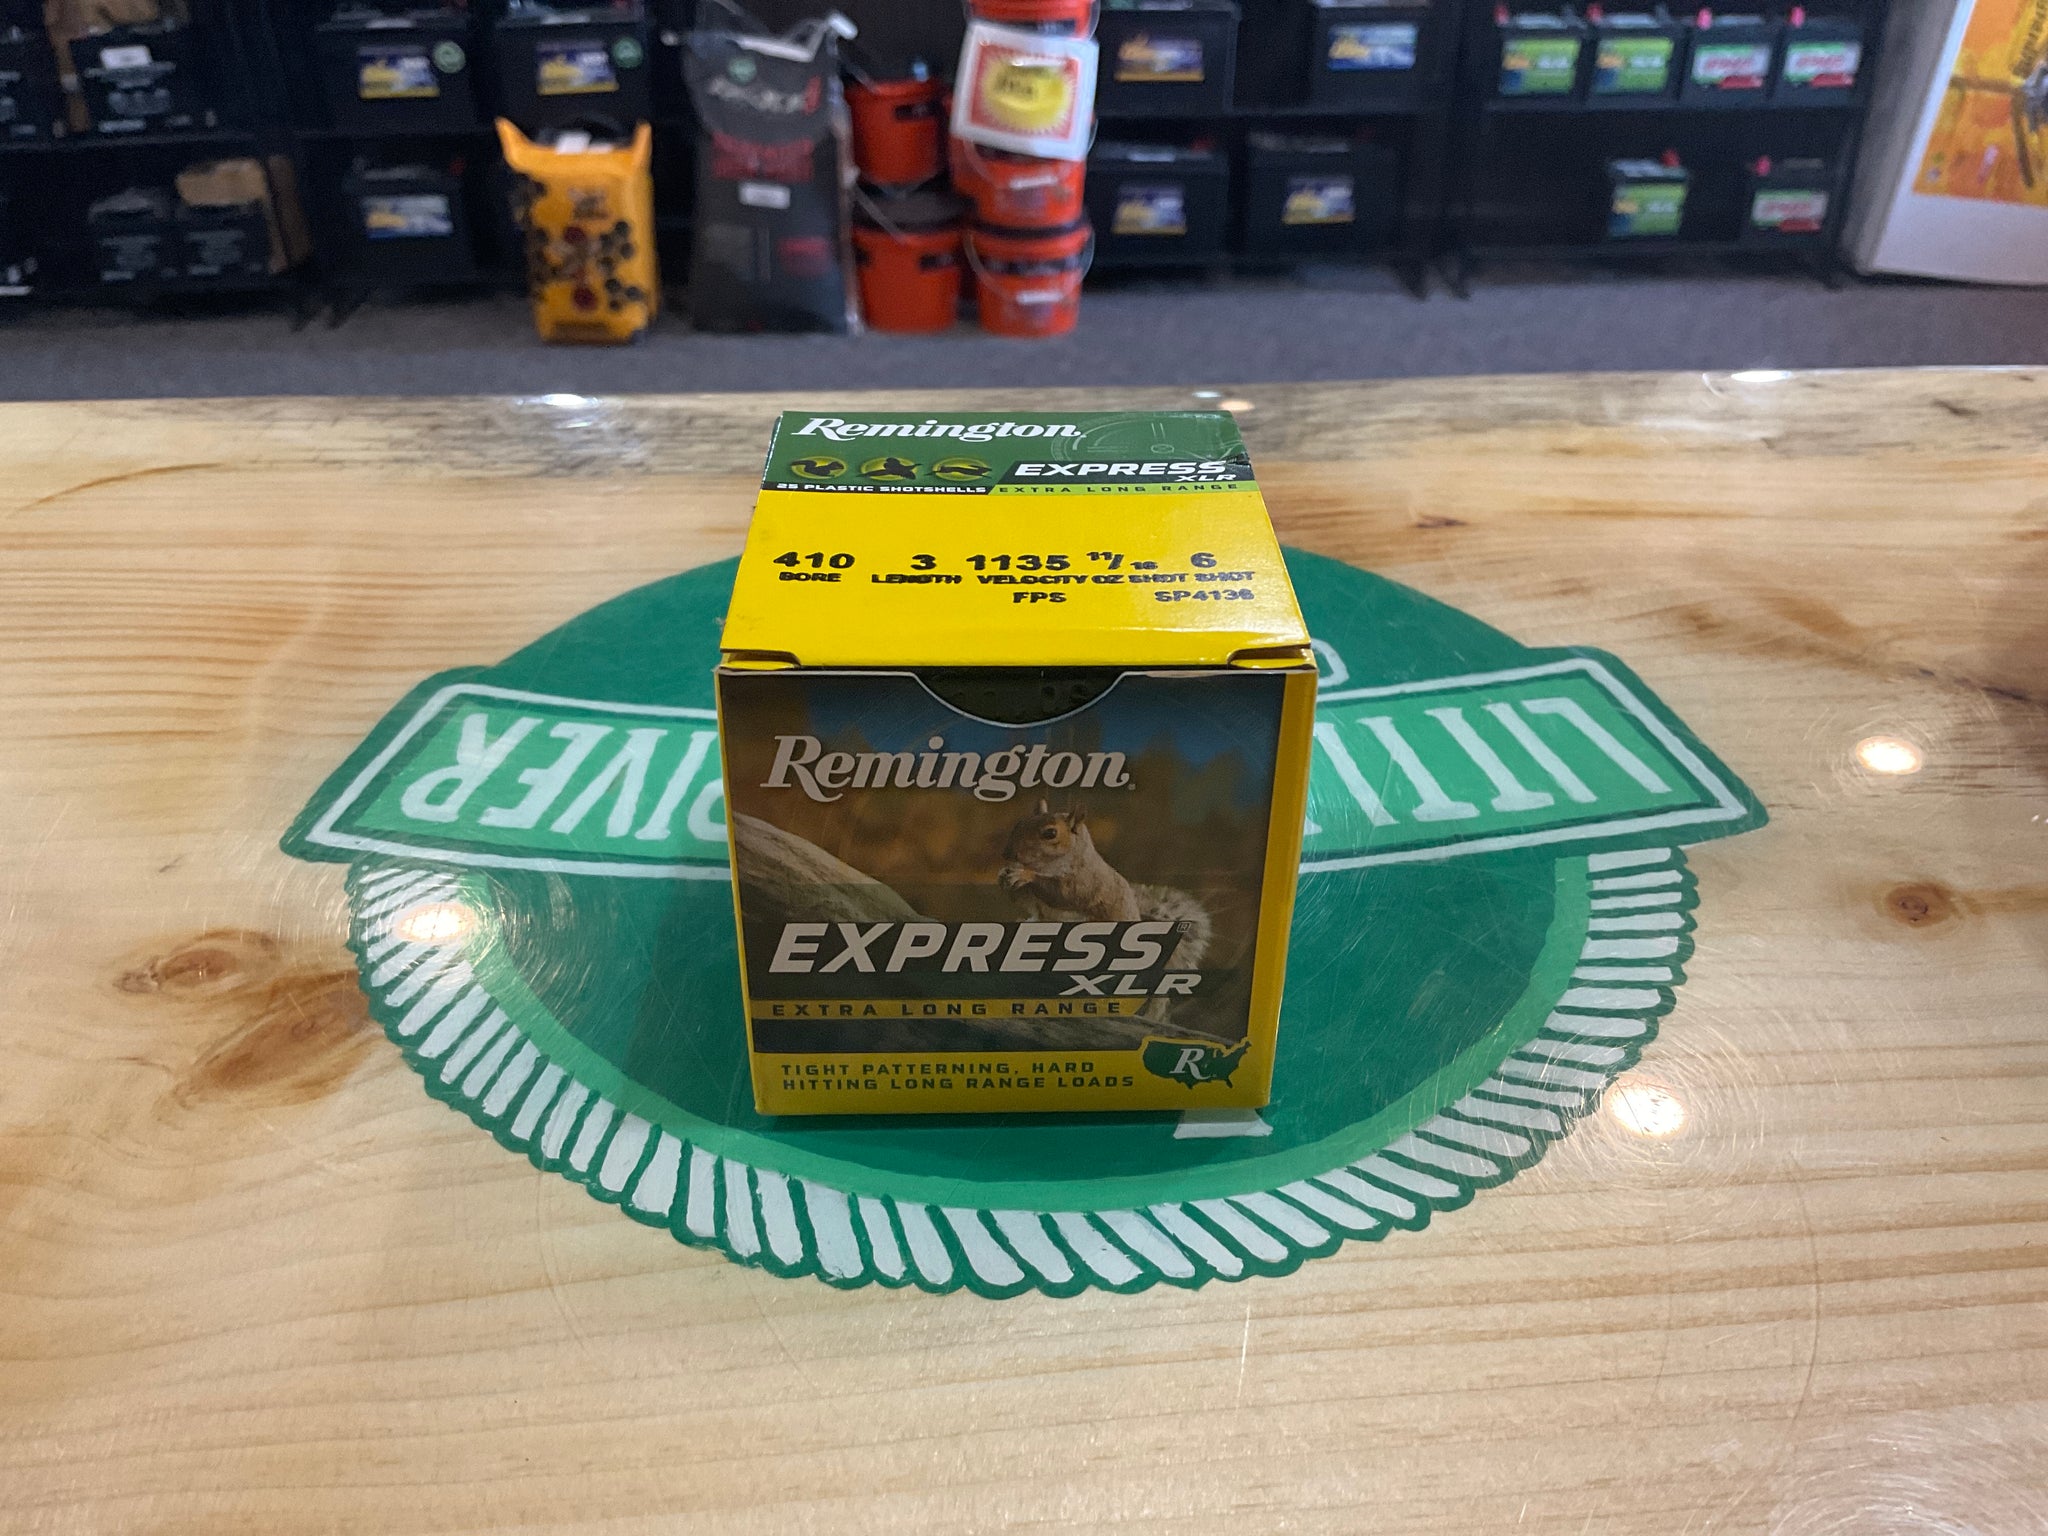 Remington
EXPRESS
XLR
25 PLASTIC SHOTSHELLS
EXTRA LONG RANGE
410 3 1135 11/16 6
BORE LENGTH VELOCITY OZ SHOT SHOT
FPS SP4136
Remington
EXPRESS
XLR
EXTRA LONG RANGE
TIGHT PATTERNING, HARD
HITTING LONG RANGE LOADS
R
RIVER
LITTL